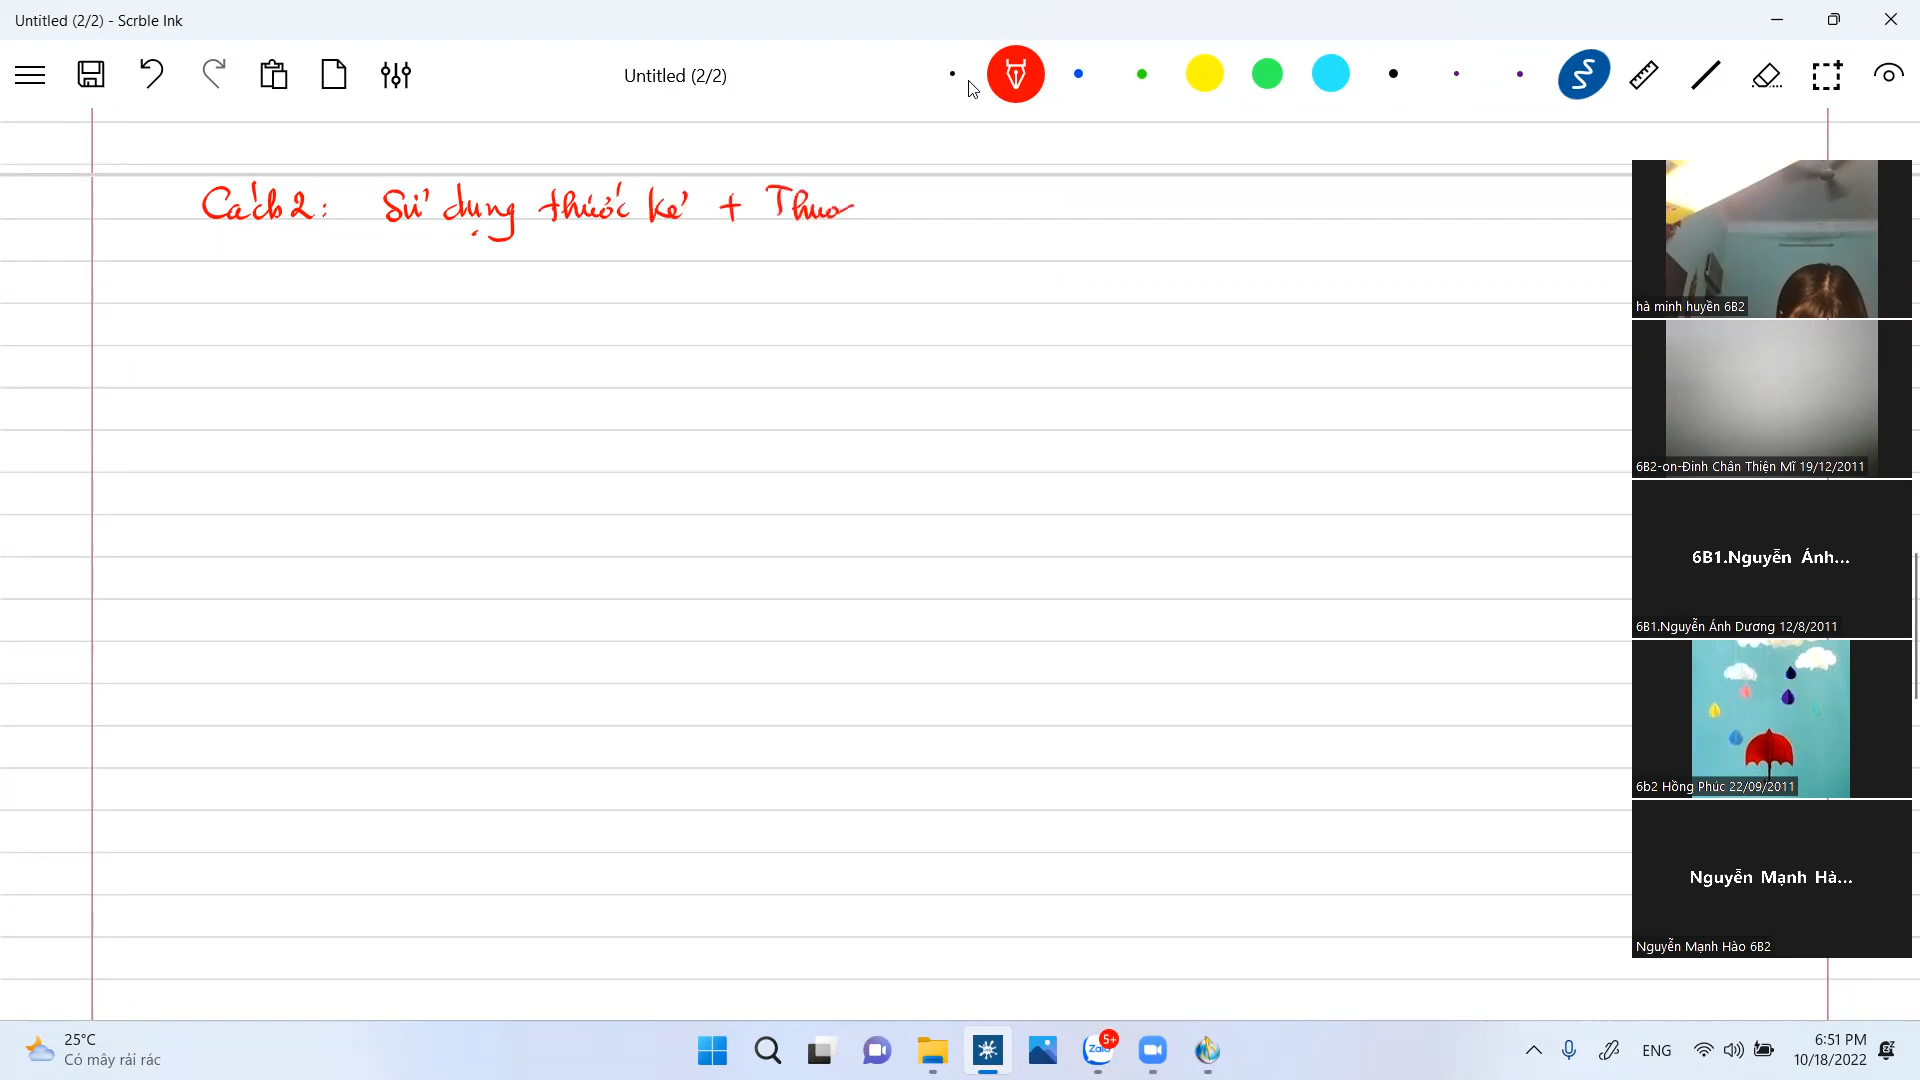 Untitled (2/2) - Scrble Ink
Untitled (2/2)
Cách 2: Sử dụng thước kẻ + Thươ
hà minh huyền 6B2
6B2-on-Đinh Chân Thiện Mĩ 19/12/2011
6B1.Nguyễn Ánh...
6B1.Nguyễn Ánh Dương 12/8/2011
6b2 Hồng Phúc 22/09/2011
Nguyễn Mạnh Hà...
Nguyễn Mạnh Hào 6B2
25°C
Có mây rải rác
Zalo
5+
ENG
6:51 PM
10/18/2022